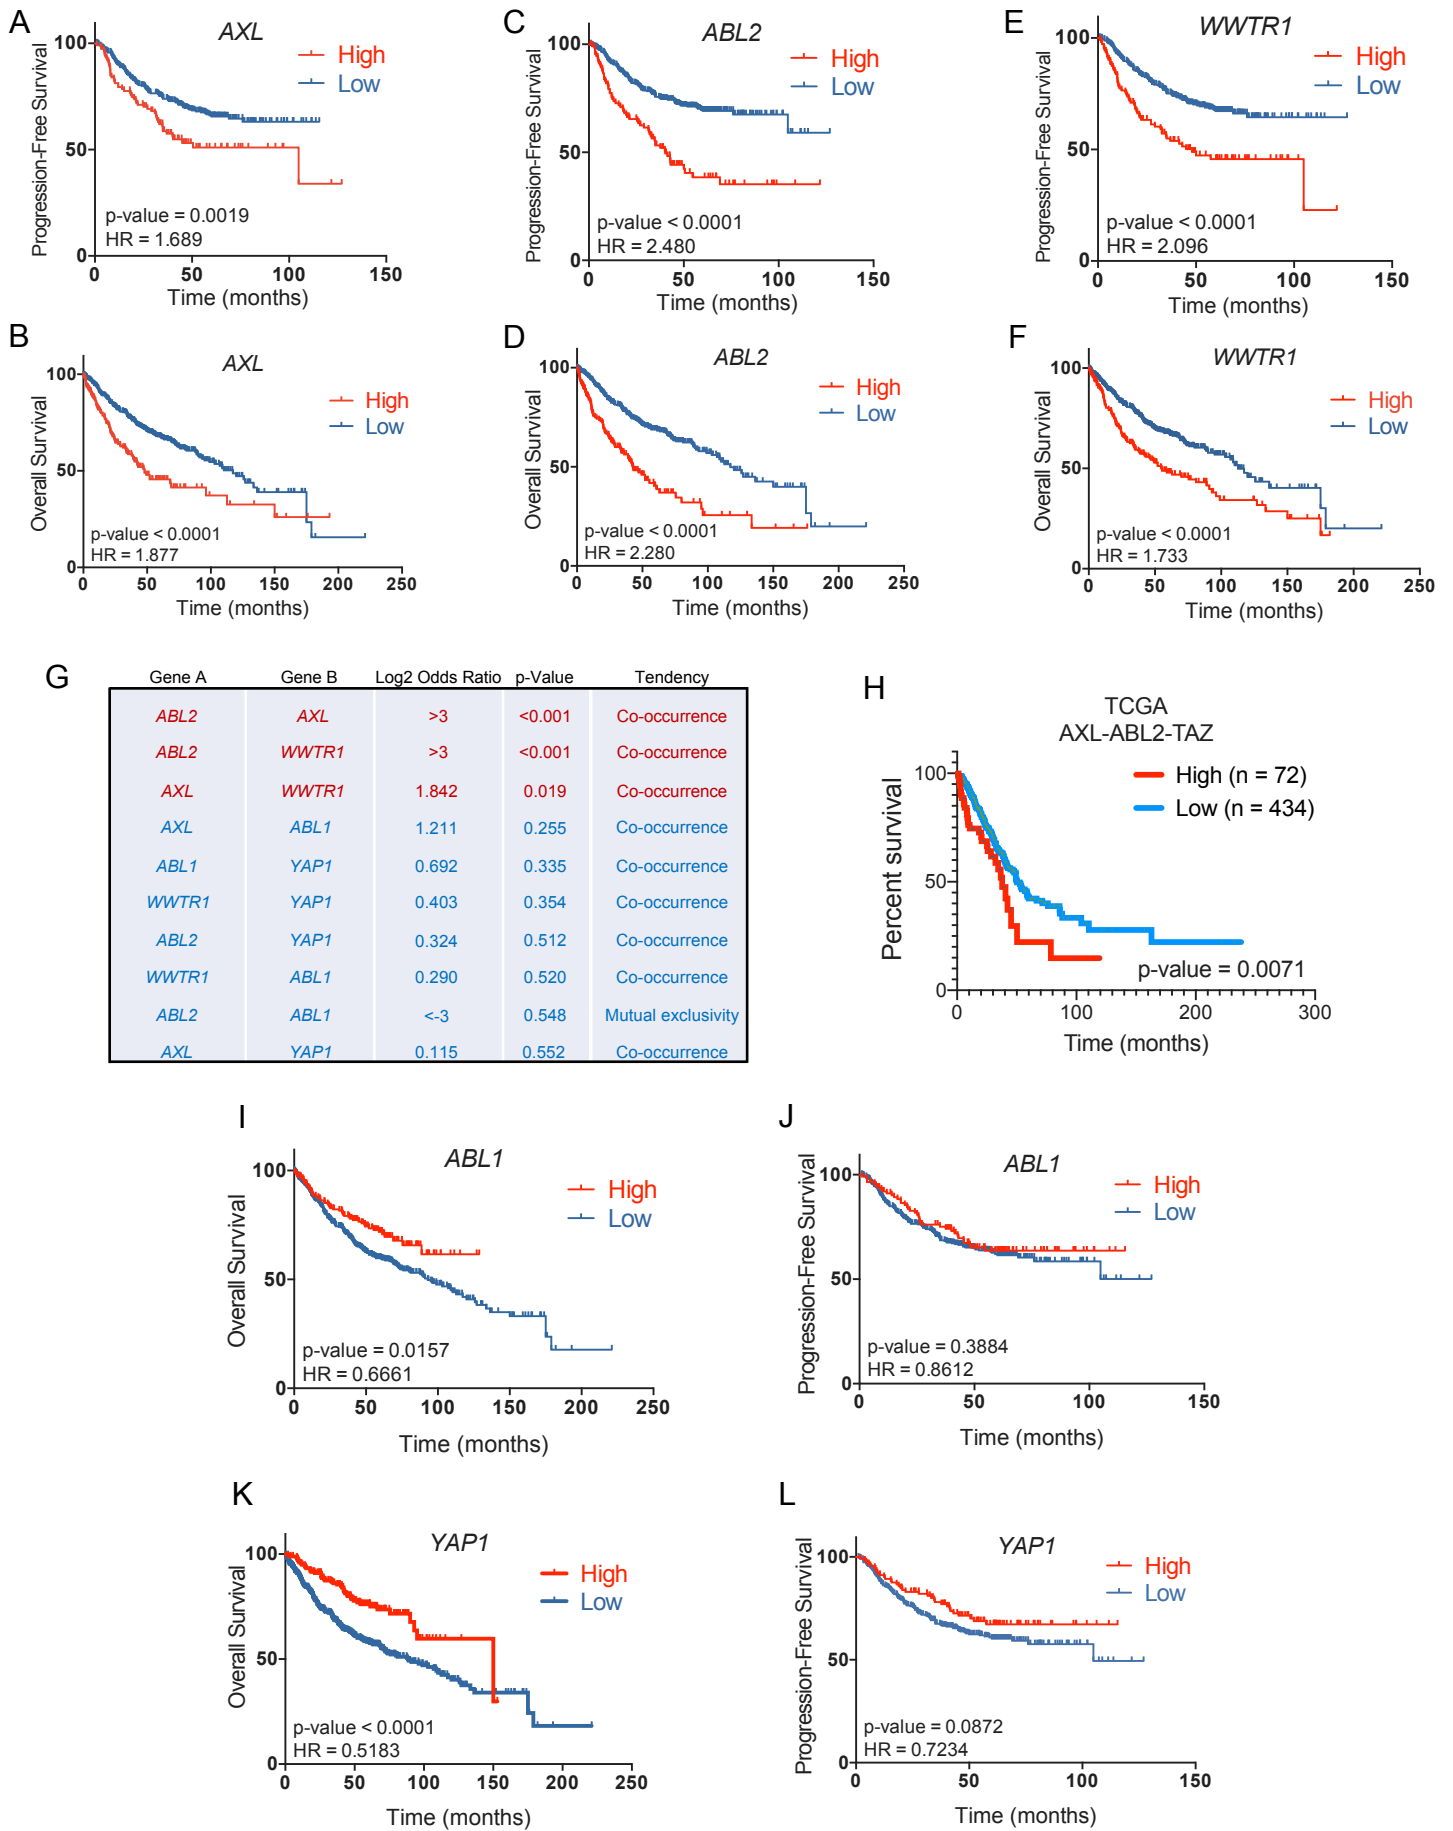 A
AXL
Progression-Free Survival
100
50
0
High
Low
p-value = 0.0019
HR = 1.689
0 50 100 150
Time (months)
C
ABL2
Progression-Free Survival
100
50
0
High
Low
p-value < 0.0001
HR = 2.480
0 50 100 150
Time (months)
E
WWTR1
Progression-Free Survival
100
50
0
High
Low
p-value < 0.0001
HR = 2.096
0 50 100 150
Time (months)
B
AXL
Overall Survival
100
50
0
High
Low
p-value < 0.0001
HR = 1.877
0 50 100 150 200 250
Time (months)
D
ABL2
Overall Survival
100
50
0
High
Low
p-value < 0.0001
HR = 2.280
0 50 100 150 200 250
Time (months)
F
WWTR1
Overall Survival
100
50
0
High
Low
p-value < 0.0001
HR = 1.733
0 50 100 150 200 250
Time (months)
G
Gene A Gene B Log2 Odds Ratio p-Value Tendency
ABL2 AXL >3 <0.001 Co-occurrence
ABL2 WWTR1 >3 <0.001 Co-occurrence
AXL WWTR1 1.842 0.019 Co-occurrence
AXL ABL1 1.211 0.255 Co-occurrence
ABL1 YAP1 0.692 0.335 Co-occurrence
WWTR1 YAP1 0.403 0.354 Co-occurrence
ABL2 YAP1 0.324 0.512 Co-occurrence
WWTR1 ABL1 0.290 0.520 Co-occurrence
ABL2 ABL1 <-3 0.548 Mutual exclusivity
AXL YAP1 0.115 0.552 Co-occurrence
H
TCGA
AXL-ABL2-TAZ
Percent survival
100
50
0
High (n = 72)
Low (n = 434)
p-value = 0.0071
0 100 200 300
Time (months)
I
ABL1
Overall Survival
100
50
0
High
Low
p-value = 0.0157
HR = 0.6661
0 50 100 150 200 250
Time (months)
J
ABL1
Progression-Free Survival
100
50
0
High
Low
p-value = 0.3884
HR = 0.8612
0 50 100 150
Time (months)
K
YAP1
Overall Survival
100
50
0
High
Low
p-value < 0.0001
HR = 0.5183
0 50 100 150 200 250
Time (months)
L
YAP1
Progression-Free Survival
100
50
0
High
Low
p-value = 0.0872
HR = 0.7234
0 50 100 150
Time (months)